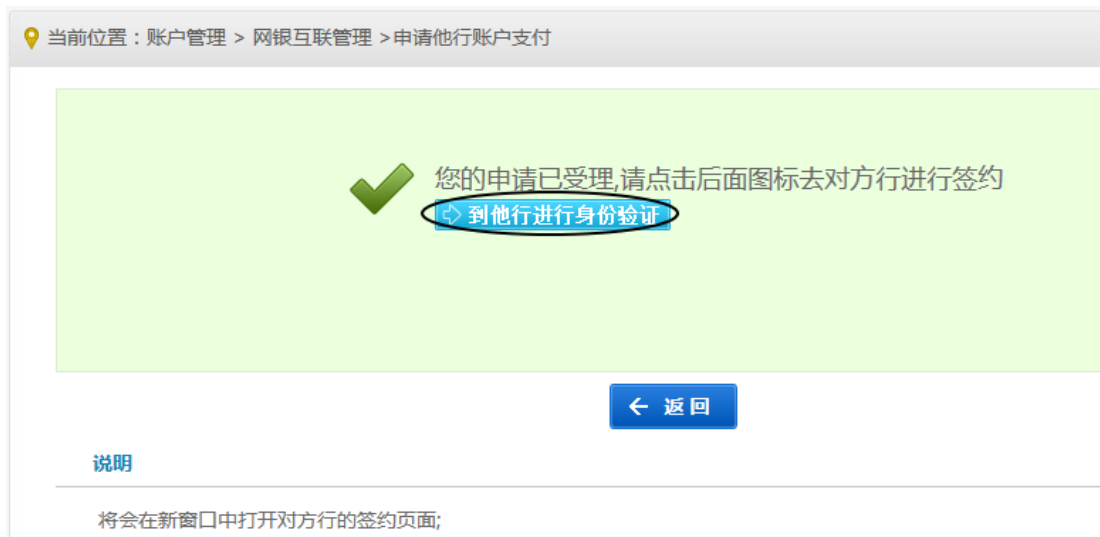 当前位置：账户管理 > 网银互联管理 >申请他行账户支付
您的申请已受理,请点击后面图标去对方行进行签约
到他行进行身份验证
返回
说明
将会在新窗口中打开对方行的签约页面;